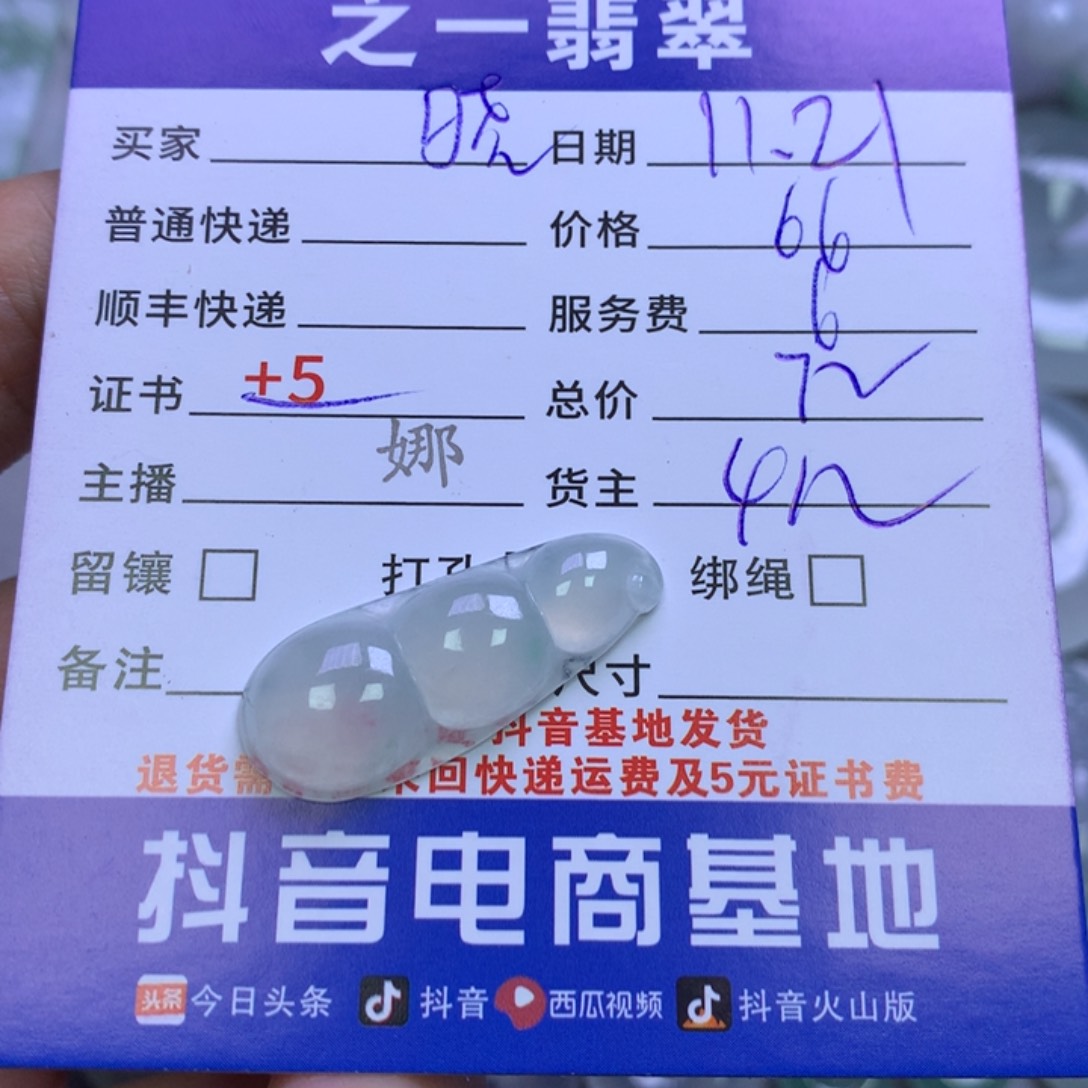 之一翡翠
买家 晓 日期 11.21
普通快递 价格 66
顺丰快递 服务费 6
证书 +5 总价 72
主播 娜 货主
留镶 打孔 绑绳
备注 尺寸
抖音基地发货
退货需 来回快递运费及5元证书费
抖音电商基地
头条 今日头条 抖音 西瓜视频 抖音火山版